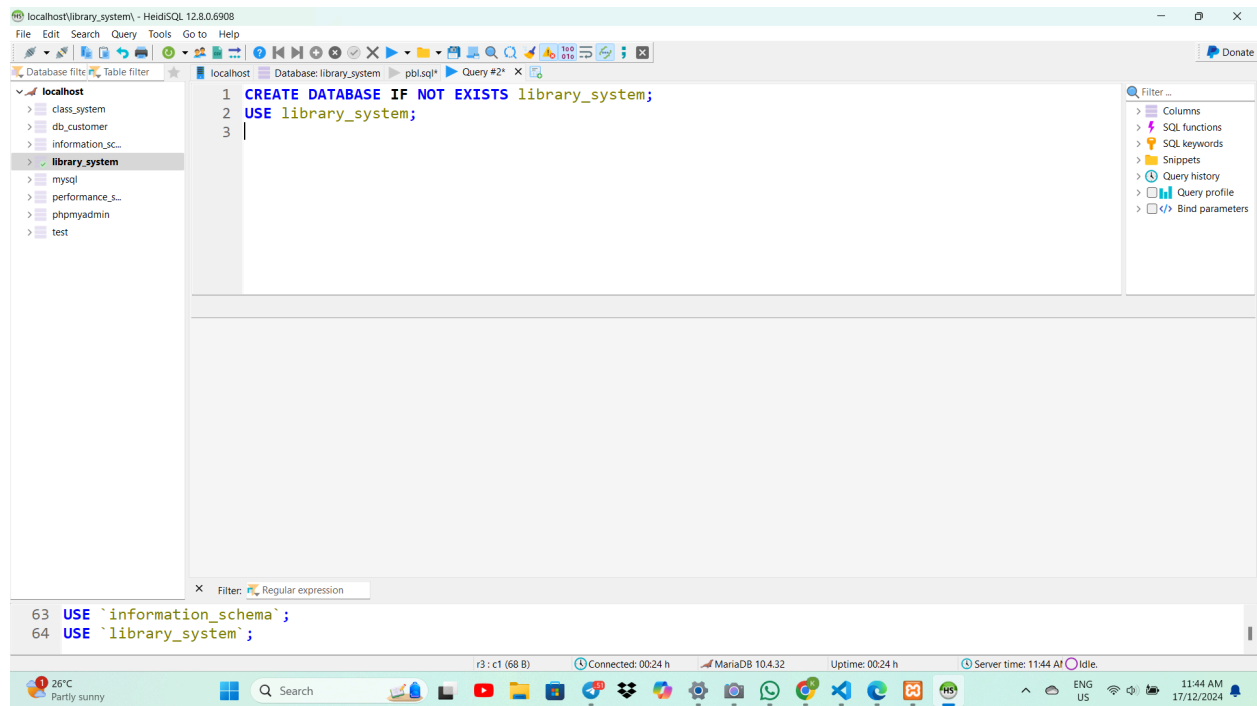 localhost\library_system\ - HeidiSQL 12.8.0.6908
File Edit Search Query Tools Go to Help
Donate
Database filte Table filter
localhost Database: library_system pbl.sql* Query #2*
localhost
class_system
db_customer
information_sc...
library_system
mysql
performance_s...
phpmyadmin
test
1 CREATE DATABASE IF NOT EXISTS library_system;
2 USE library_system;
3
Filter ...
Columns
SQL functions
SQL keywords
Snippets
Query history
Query profile
Bind parameters
Filter: Regular expression
63 USE `information_schema`;
64 USE `library_system`;
r3 : c1 (68 B) Connected: 00:24 h MariaDB 10.4.32 Uptime: 00:24 h Server time: 11:44 Al Idle.
26°C
Partly sunny
Search
ENG
US
11:44 AM
17/12/2024